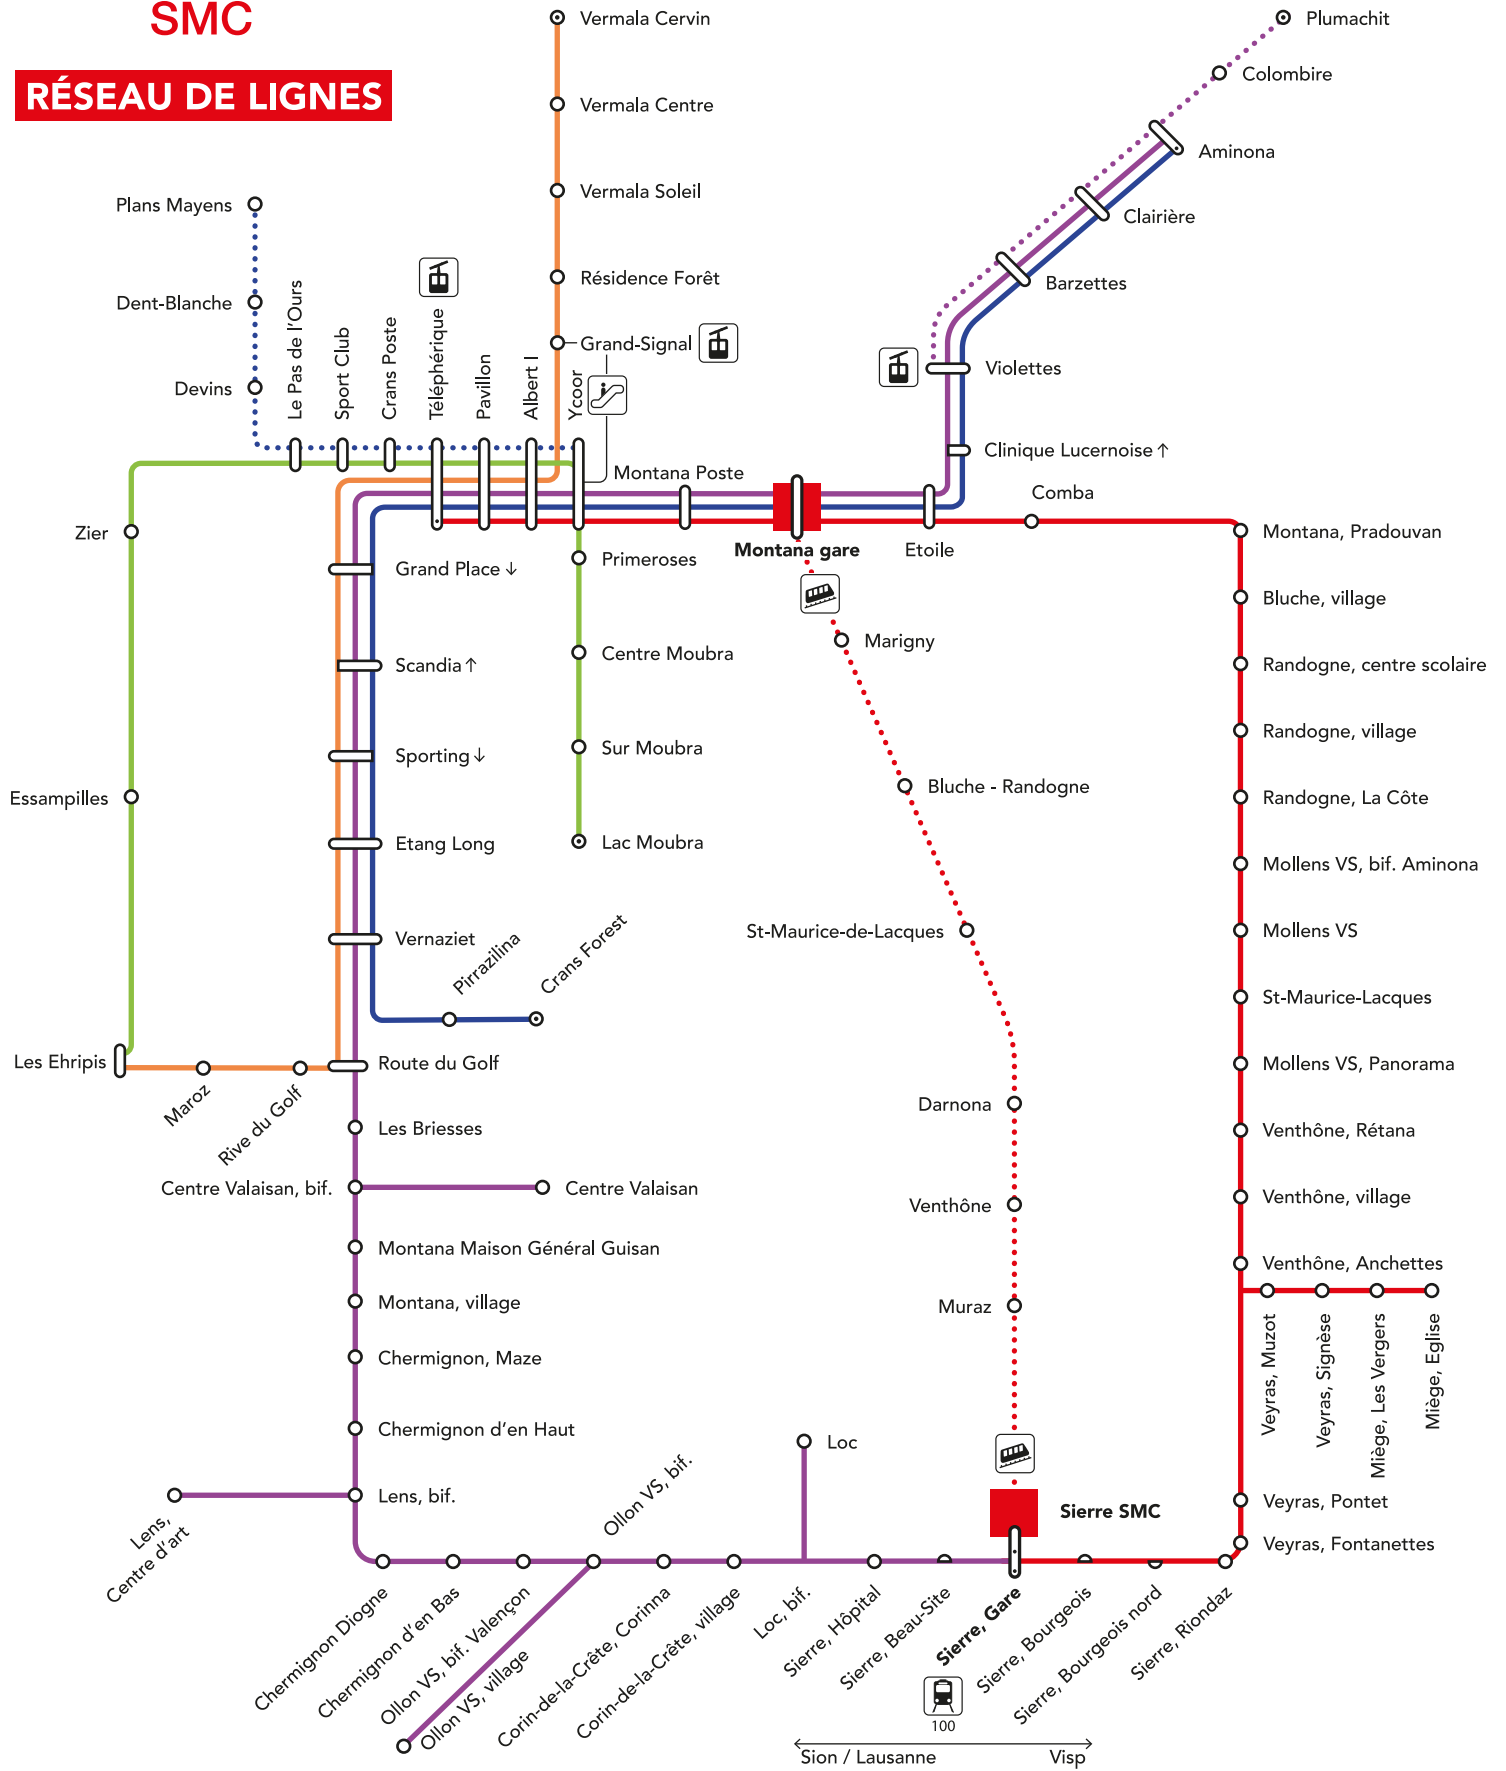 SMC
RÉSEAU DE LIGNES
Vermala Cervin
Vermala Centre
Vermala Soleil
Résidence Forêt
Grand-Signal
Plumachit
Colombire
Aminona
Clairière
Barzettes
Violettes
Clinique Lucernoise ↑
Plans Mayens
Dent-Blanche
Devins
Le Pas de l'Ours
Sport Club
Crans Poste
Téléphérique
Pavillon
Albert I
Ycoor
Montana Poste
Montana gare
Etoile
Comba
Zier
Essampilles
Les Ehripis
Maroz
Rive du Golf
Grand Place ↓
Scandia ↑
Sporting ↓
Etang Long
Vernaziet
Pirrazilina
Crans Forest
Route du Golf
Les Briesses
Centre Valaisan, bif.
Centre Valaisan
Montana Maison Général Guisan
Montana, village
Chermignon, Maze
Chermignon d'en Haut
Lens, bif.
Lens,
Centre d'art
Primeroses
Centre Moubra
Sur Moubra
Lac Moubra
Marigny
Bluche - Randogne
St-Maurice-de-Lacques
Darnona
Venthône
Muraz
Sierre SMC
Montana, Pradouvan
Bluche, village
Randogne, centre scolaire
Randogne, village
Randogne, La Côte
Mollens VS, bif. Aminona
Mollens VS
St-Maurice-Lacques
Mollens VS, Panorama
Venthône, Rétana
Venthône, village
Venthône, Anchettes
Veyras, Muzot
Veyras, Signèse
Miège, Les Vergers
Miège, Eglise
Veyras, Pontet
Veyras, Fontanettes
Chermignon Diogne
Chermignon d'en Bas
Ollon VS, bif. Valençon
Ollon VS, village
Ollon VS, bif.
Corin-de-la-Crête, Corinna
Corin-de-la-Crête, village
Loc
Loc, bif.
Sierre, Hôpital
Sierre, Beau-Site
Sierre, Gare
Sierre, Bourgeois
Sierre, Bourgeois nord
Sierre, Riondaz
100
Sion / Lausanne
Visp